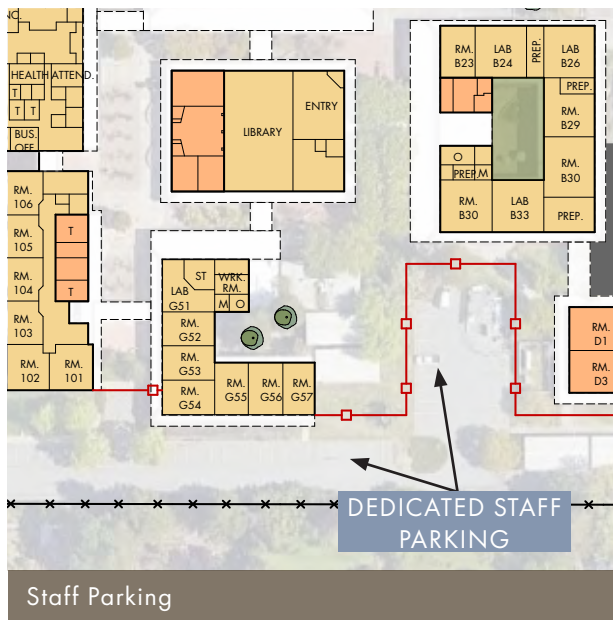 NC.
HEALTH
ATTEND.
T
T
T
BUS.
OFF
RM.
106
RM.
105
RM.
104
RM.
103
RM.
102
RM.
101
T
T
LIBRARY
ENTRY
RM.
B23
LAB
B24
PREP.
LAB
B26
PREP.
RM.
B29
RM.
B30
PREP.
O
PREP.
M
RM.
B30
LAB
B33
ST
WRK.
RM.
LAB
G51
M
O
RM.
G52
RM.
G53
RM.
G54
RM.
G55
RM.
G56
RM.
G57
RM.
D1
RM.
D3
DEDICATED STAFF
PARKING
Staff Parking